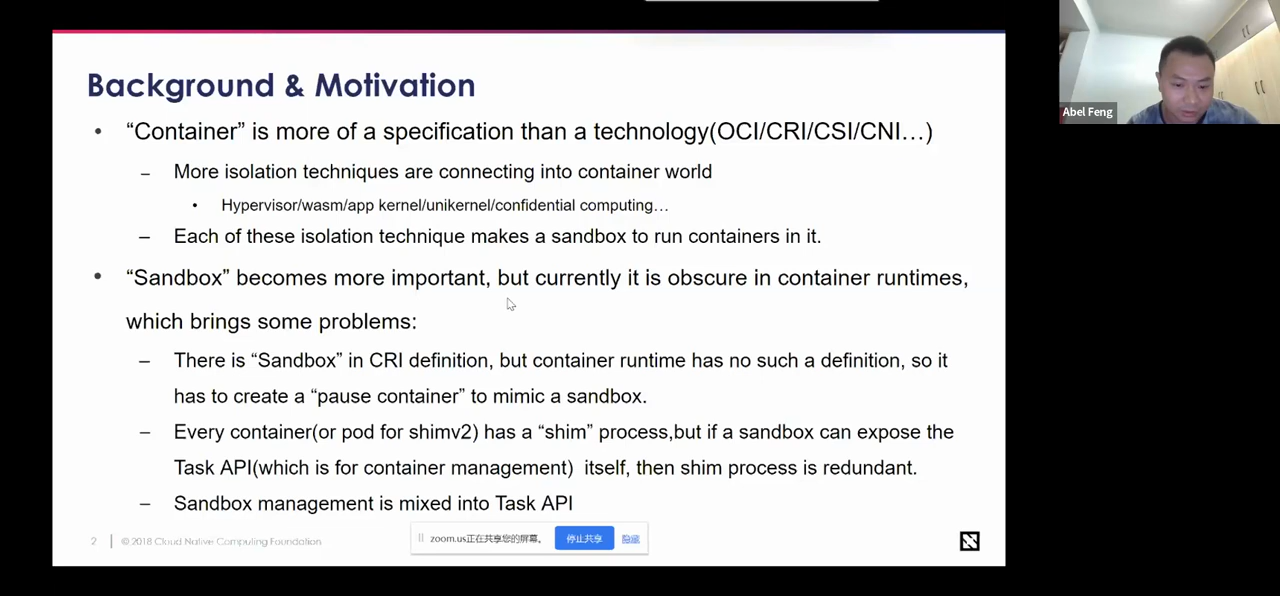 Background & Motivation
• “Container” is more of a specification than a technology(OCI/CRI/CSI/CNI…)
– More isolation techniques are connecting into container world
• Hypervisor/wasm/app kernel/unikernel/confidential computing…
– Each of these isolation technique makes a sandbox to run containers in it.
• “Sandbox” becomes more important, but currently it is obscure in container runtimes,
which brings some problems:
– There is “Sandbox” in CRI definition, but container runtime has no such a definition, so it
has to create a “pause container” to mimic a sandbox.
– Every container(or pod for shimv2) has a “shim” process,but if a sandbox can expose the
Task API(which is for container management) itself, then shim process is redundant.
– Sandbox management is mixed into Task API
2 | © 2018 Cloud Native Computing Foundation
zoom.us正在共享您的屏幕。 停止共享 隐藏
Abel Feng